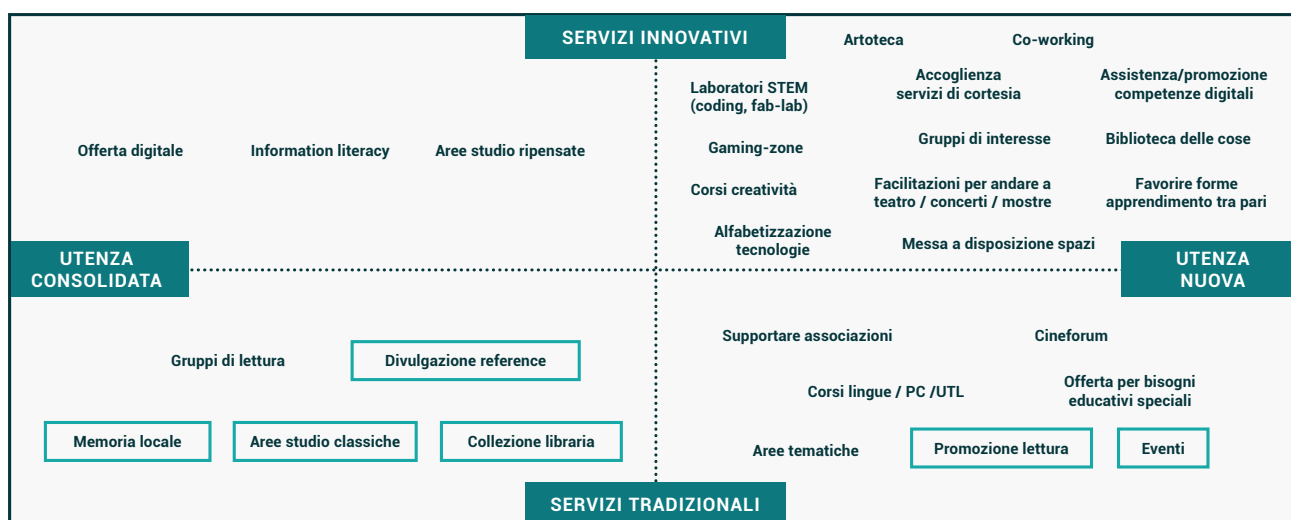 SERVIZI INNOVATIVI
Artoteca
Co-working
Laboratori STEM
(coding, fab-lab)
Accoglienza
servizi di cortesia
Assistenza/promozione
competenze digitali
Offerta digitale
Information literacy
Aree studio ripensate
Gaming-zone
Gruppi di interesse
Biblioteca delle cose
Corsi creatività
Facilitazioni per andare a
teatro / concerti / mostre
Favorire forme
apprendimento tra pari
Alfabetizzazione
tecnologie
Messa a disposizione spazi
UTENZA
CONSOLIDATA
UTENZA
NUOVA
Gruppi di lettura
Divulgazione reference
Supportare associazioni
Cineforum
Corsi lingue / PC /UTL
Offerta per bisogni
educativi speciali
Memoria locale
Aree studio classiche
Collezione libraria
Aree tematiche
Promozione lettura
Eventi
SERVIZI TRADIZIONALI